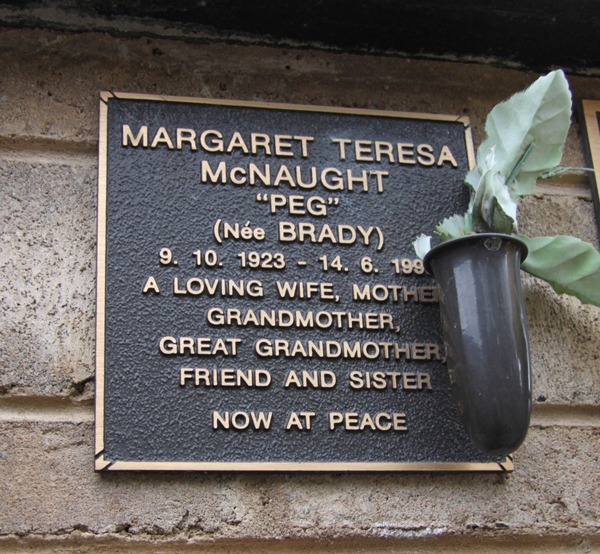 MARGARET TERESA
McNAUGHT
"PEG"
(Née BRADY)
9. 10. 1923 - 14. 6.
A LOVING WIFE, MOTHER
GRANDMOTHER,
GREAT GRANDMOTHER,
FRIEND AND SISTER
NOW AT PEACE